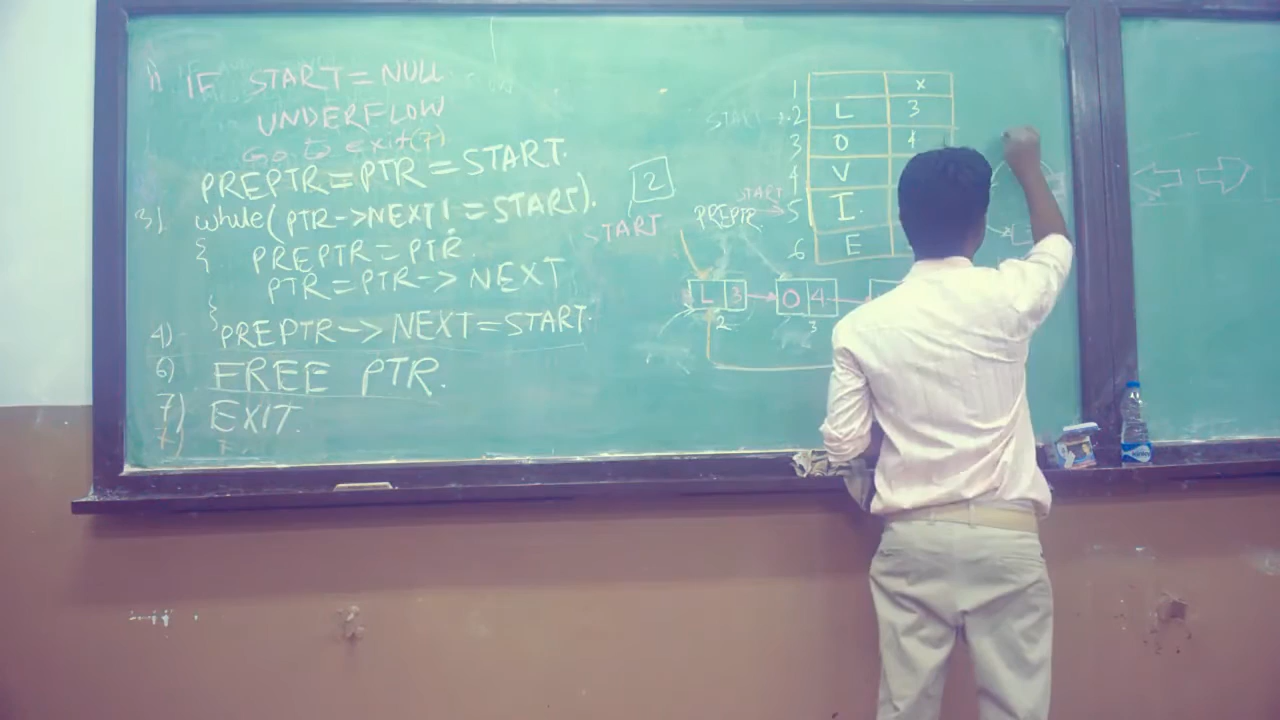 1) IF START = NULL
UNDERFLOW
Go to exit (7)
PREPTR = PTR = START.
3). while( PTR->NEXT != START).
{ PREPTR = PTR.
PTR = PTR -> NEXT
}
4) PREPTR -> NEXT = START.
6) FREE PTR.
7) EXIT.
2
START
START
PREPTR
1 X
2 L 3
3 O 4
4 V
5 I.
6 E
L 3
2
O 4
3